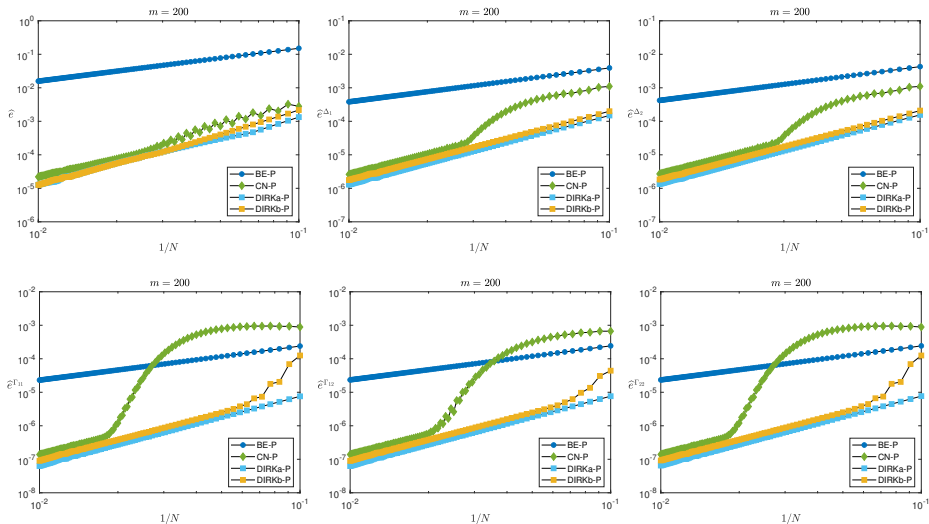 m = 200
10^0
10^-1
10^-2
10^-3
10^-4
10^-5
10^-6
ê
10^-2
10^-1
1/N
BE-P
CN-P
DIRKa-P
DIRKb-P
m = 200
10^-1
10^-2
10^-3
10^-4
10^-5
10^-6
10^-7
ê^Δ_1
10^-2
10^-1
1/N
BE-P
CN-P
DIRKa-P
DIRKb-P
m = 200
10^-1
10^-2
10^-3
10^-4
10^-5
10^-6
10^-7
ê^Δ_2
10^-2
10^-1
1/N
BE-P
CN-P
DIRKa-P
DIRKb-P
m = 200
10^-2
10^-3
10^-4
10^-5
10^-6
10^-7
10^-8
ê^Γ_11
10^-2
10^-1
1/N
BE-P
CN-P
DIRKa-P
DIRKb-P
m = 200
10^-2
10^-3
10^-4
10^-5
10^-6
10^-7
10^-8
ê^Γ_12
10^-2
10^-1
1/N
BE-P
CN-P
DIRKa-P
DIRKb-P
m = 200
10^-2
10^-3
10^-4
10^-5
10^-6
10^-7
10^-8
ê^Γ_22
10^-2
10^-1
1/N
BE-P
CN-P
DIRKa-P
DIRKb-P